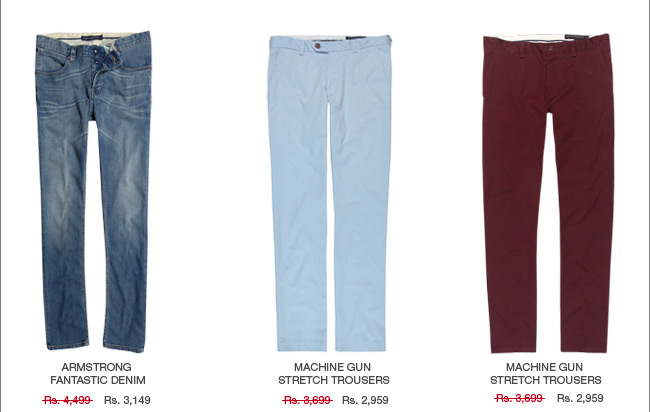 ARMSTRONG
FANTASTIC DENIM
Rs. 4,499 Rs. 3,149
MACHINE GUN
STRETCH TROUSERS
Rs. 3,699 Rs. 2,959
MACHINE GUN
STRETCH TROUSERS
Rs. 3,699 Rs. 2,959